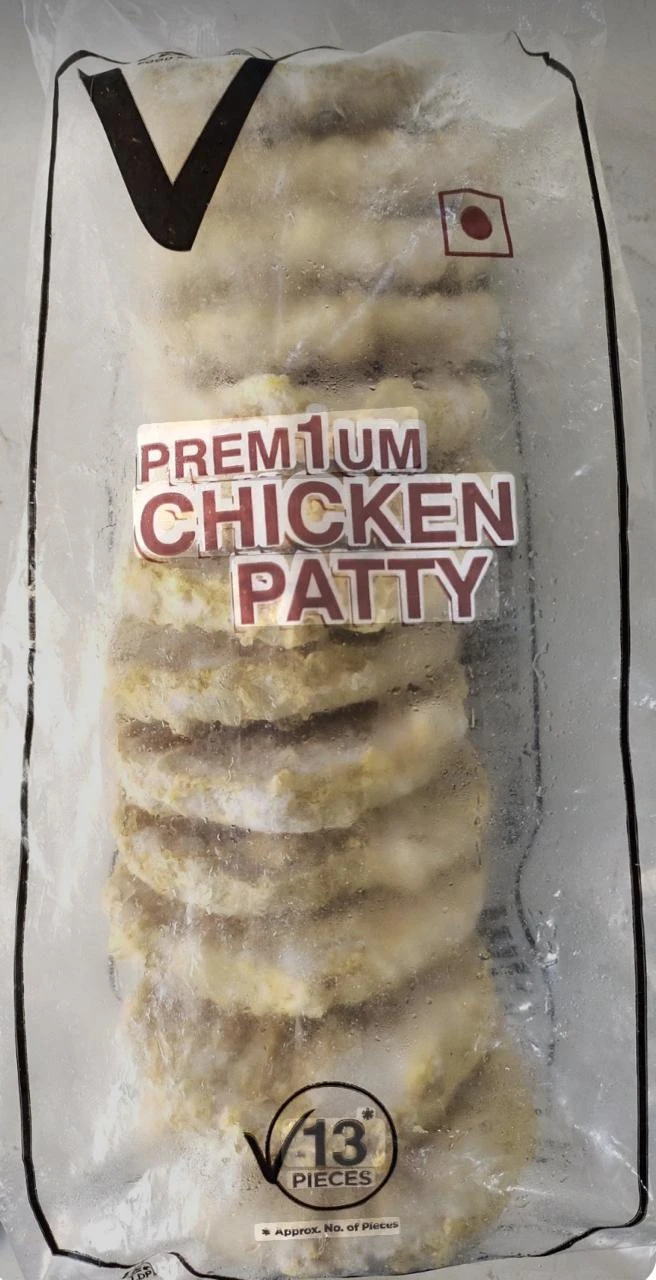 V
PREM1UM
CHICKEN
PATTY
13*
PIECES
* Approx. No. of Pieces